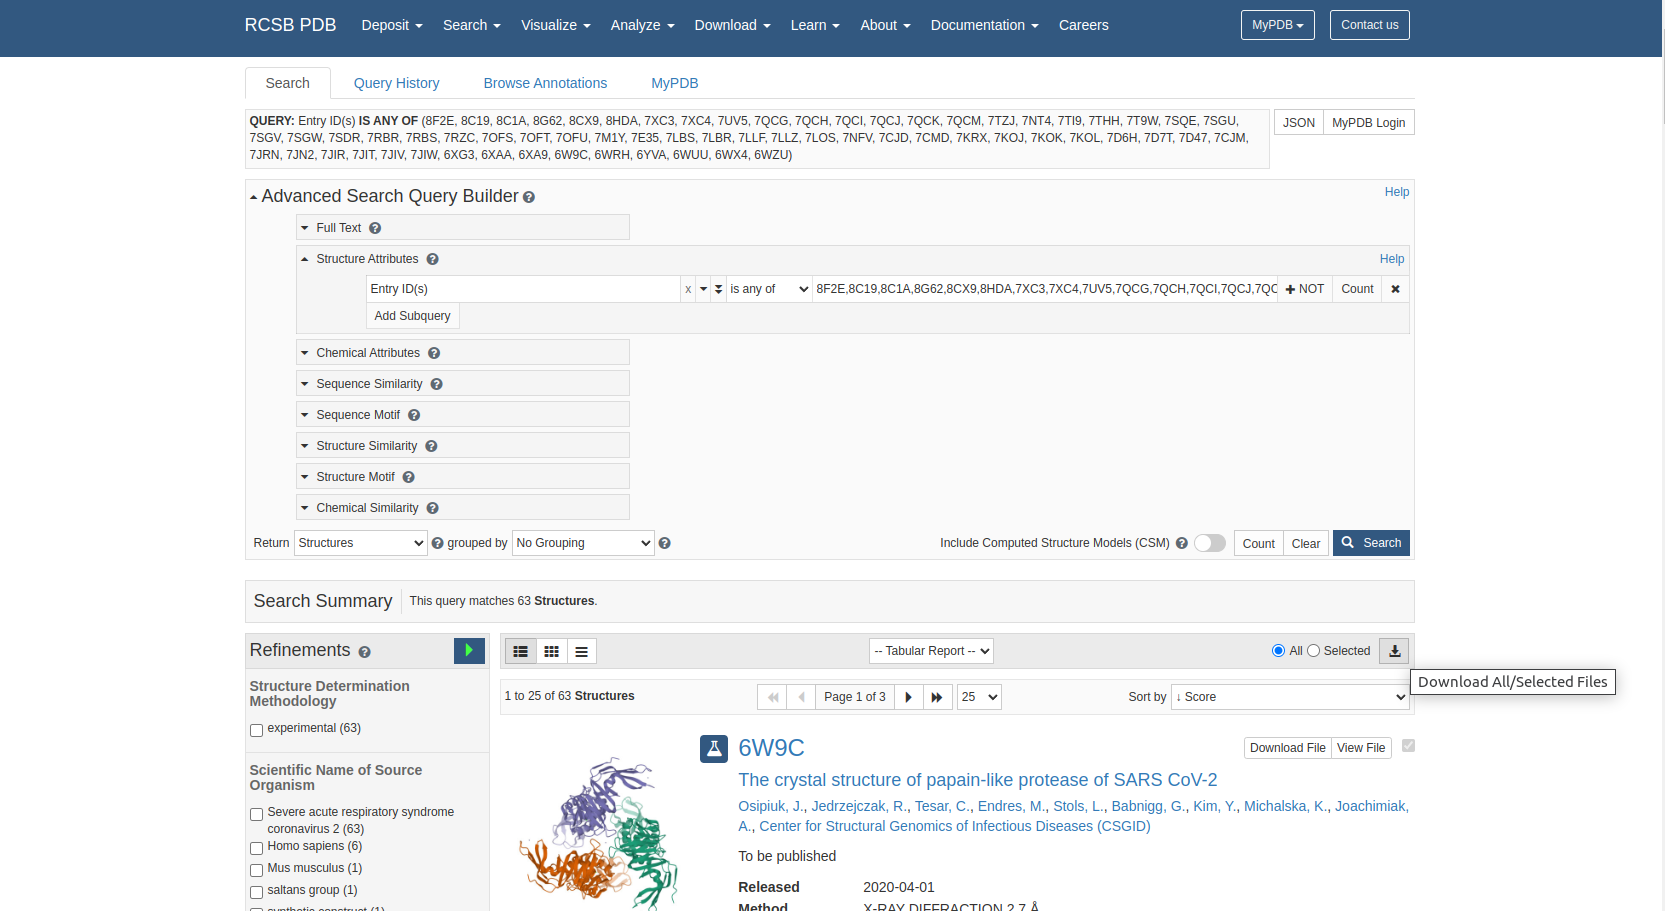 RCSB PDB Deposit Search Visualize Analyze Download Learn About Documentation Careers MyPDB Contact us
Search Query History Browse Annotations MyPDB
QUERY: Entry ID(s) IS ANY OF (8F2E, 8C19, 8C1A, 8G62, 8CX9, 8HDA, 7XC3, 7XC4, 7UV5, 7QCG, 7QCH, 7QCI, 7QCJ, 7QCK, 7QCM, 7TZJ, 7NT4, 7TI9, 7THH, 7T9W, 7SQE, 7SGU,
7SGV, 7SGW, 7SDR, 7RBR, 7RBS, 7RZC, 7OFS, 7OFT, 7OFU, 7M1Y, 7E35, 7LBS, 7LBR, 7LLF, 7LLZ, 7LOS, 7NFV, 7CJD, 7CMD, 7KRX, 7KOJ, 7KOK, 7KOL, 7D6H, 7D7T, 7D47, 7CJM,
7JRN, 7JN2, 7JIR, 7JIT, 7JIV, 7JIW, 6XG3, 6XAA, 6XA9, 6W9C, 6WRH, 6YVA, 6WUU, 6WX4, 6WZU)
JSON MyPDB Login
Advanced Search Query Builder Help
Full Text
Structure Attributes Help
Entry ID(s) x is any of 8F2E,8C19,8C1A,8G62,8CX9,8HDA,7XC3,7XC4,7UV5,7QCG,7QCH,7QCI,7QCJ,7QC NOT Count
Add Subquery
Chemical Attributes
Sequence Similarity
Sequence Motif
Structure Similarity
Structure Motif
Chemical Similarity
Return Structures grouped by No Grouping Include Computed Structure Models (CSM) Count Clear Search
Search Summary This query matches 63 Structures.
Refinements
-- Tabular Report -- All Selected
Download All/Selected Files
Structure Determination
Methodology
experimental (63)
Scientific Name of Source
Organism
Severe acute respiratory syndrome
coronavirus 2 (63)
Homo sapiens (6)
Mus musculus (1)
saltans group (1)
synthetic construct (1)
1 to 25 of 63 Structures Page 1 of 3 25 Sort by ↓ Score
6W9C Download File View File
The crystal structure of papain-like protease of SARS CoV-2
Osipiuk, J., Jedrzejczak, R., Tesar, C., Endres, M., Stols, L., Babnigg, G., Kim, Y., Michalska, K., Joachimiak,
A., Center for Structural Genomics of Infectious Diseases (CSGID)
To be published
Released 2020-04-01
Method X-RAY DIFFRACTION 2.7 Å